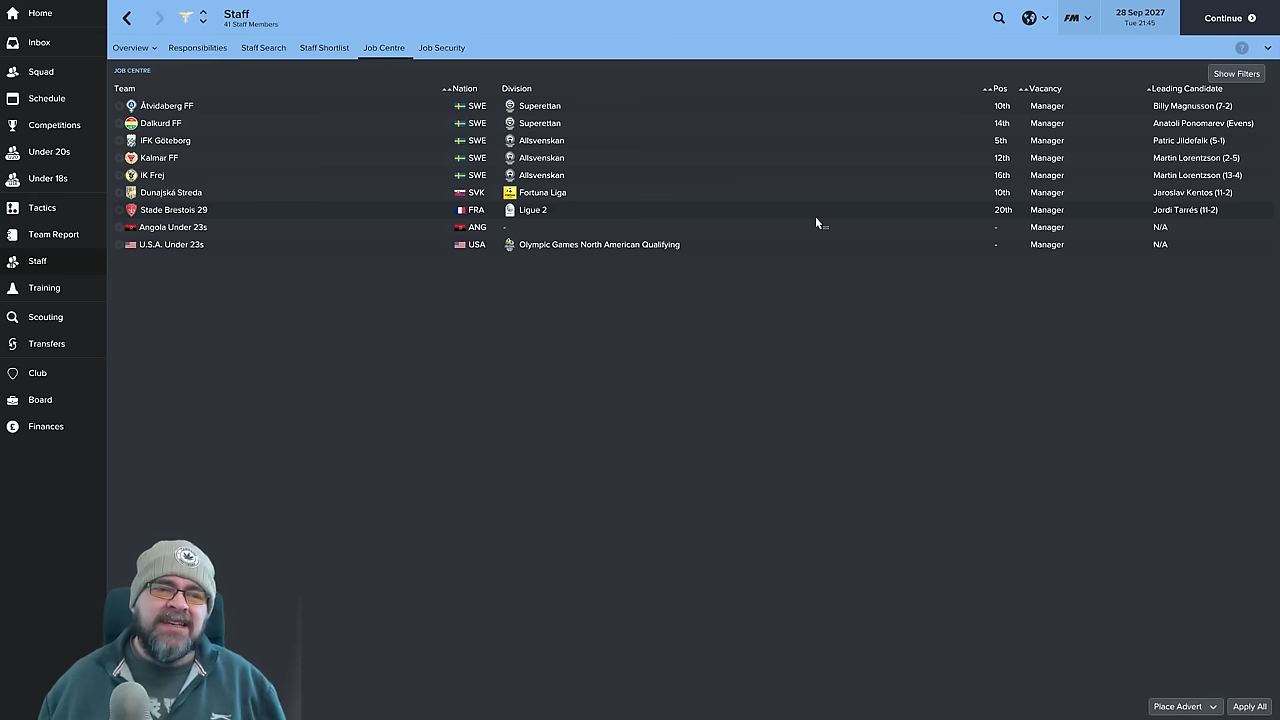 Home
Inbox
Squad
Schedule
Competitions
Under 20s
Under 18s
Tactics
Team Report
Staff
Training
Scouting
Transfers
Club
Board
Finances
Staff
41 Staff Members
FM
28 Sep 2027
Tue 21:45
Continue
Overview Responsibilities Staff Search Staff Shortlist Job Centre Job Security
?
JOB CENTRE
Show Filters
Team Nation Division Pos Vacancy Leading Candidate
Åtvidaberg FF SWE Superettan 10th Manager Billy Magnusson (7-2)
Dalkurd FF SWE Superettan 14th Manager Anatoli Ponomarev (Evens)
IFK Göteborg SWE Allsvenskan 5th Manager Patric Jildefalk (5-1)
Kalmar FF SWE Allsvenskan 12th Manager Martin Lorentzson (2-5)
IK Frej SWE Allsvenskan 16th Manager Martin Lorentzson (13-4)
Dunajská Streda SVK Fortuna Liga 10th Manager Jaroslav Kentos (11-2)
Stade Brestois 29 FRA Ligue 2 20th Manager Jordi Tarrés (11-2)
Angola Under 23s ANG - - Manager N/A
U.S.A. Under 23s USA Olympic Games North American Qualifying - Manager N/A
Place Advert Apply All